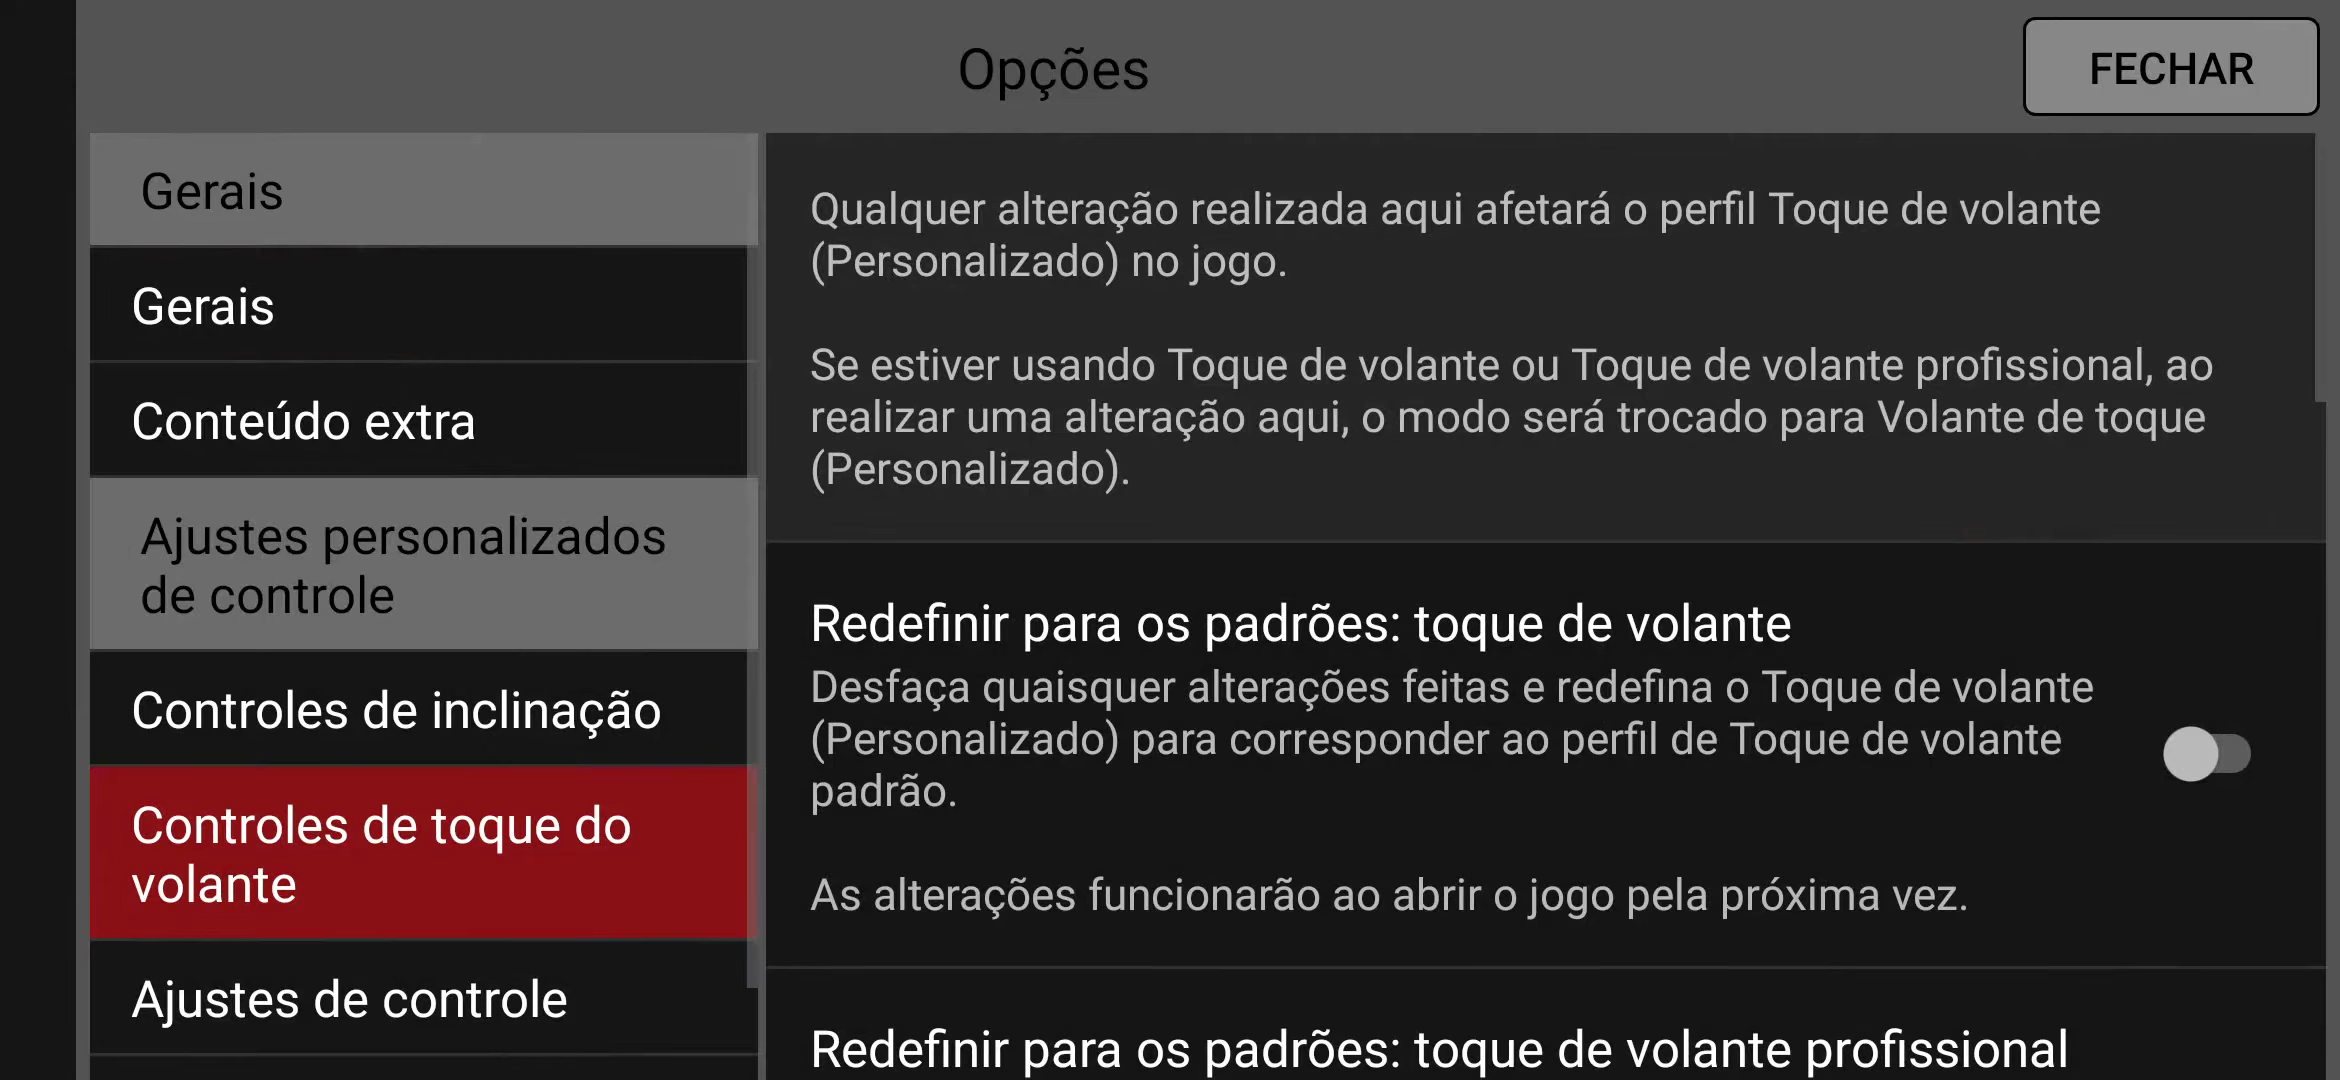 Opções
FECHAR
Gerais
Gerais
Conteúdo extra
Ajustes personalizados
de controle
Controles de inclinação
Controles de toque do
volante
Ajustes de controle
Qualquer alteração realizada aqui afetará o perfil Toque de volante
(Personalizado) no jogo.
Se estiver usando Toque de volante ou Toque de volante profissional, ao
realizar uma alteração aqui, o modo será trocado para Volante de toque
(Personalizado).
Redefinir para os padrões: toque de volante
Desfaça quaisquer alterações feitas e redefina o Toque de volante
(Personalizado) para corresponder ao perfil de Toque de volante
padrão.
As alterações funcionarão ao abrir o jogo pela próxima vez.
Redefinir para os padrões: toque de volante profissional